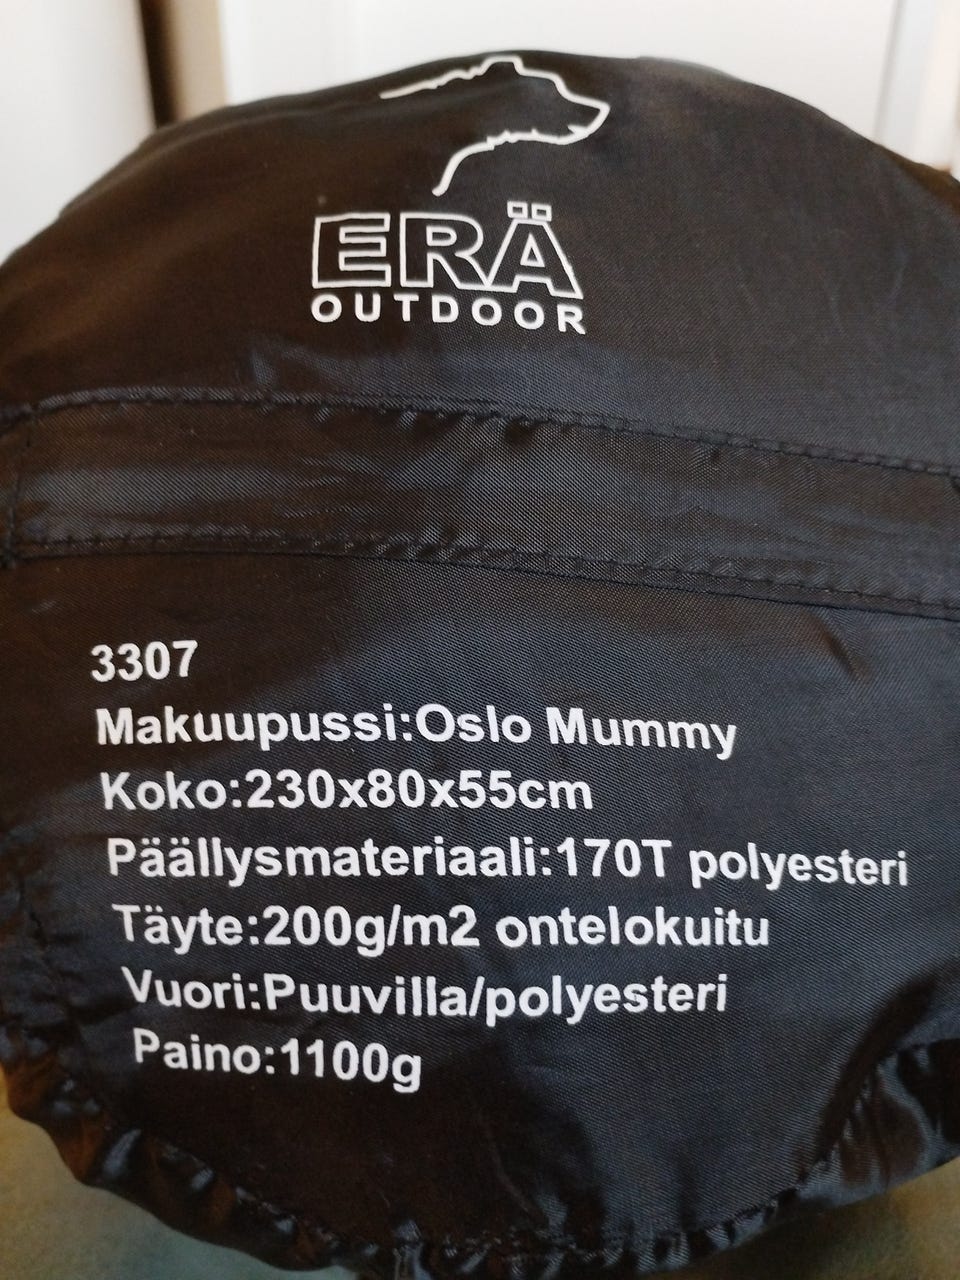 ERÄ
OUTDOOR
3307
Makuupussi:Oslo Mummy
Koko:230x80x55cm
Päällysmateriaali:170T polyesteri
Täyte:200g/m2 ontelokuitu
Vuori:Puuvilla/polyesteri
Paino:1100g